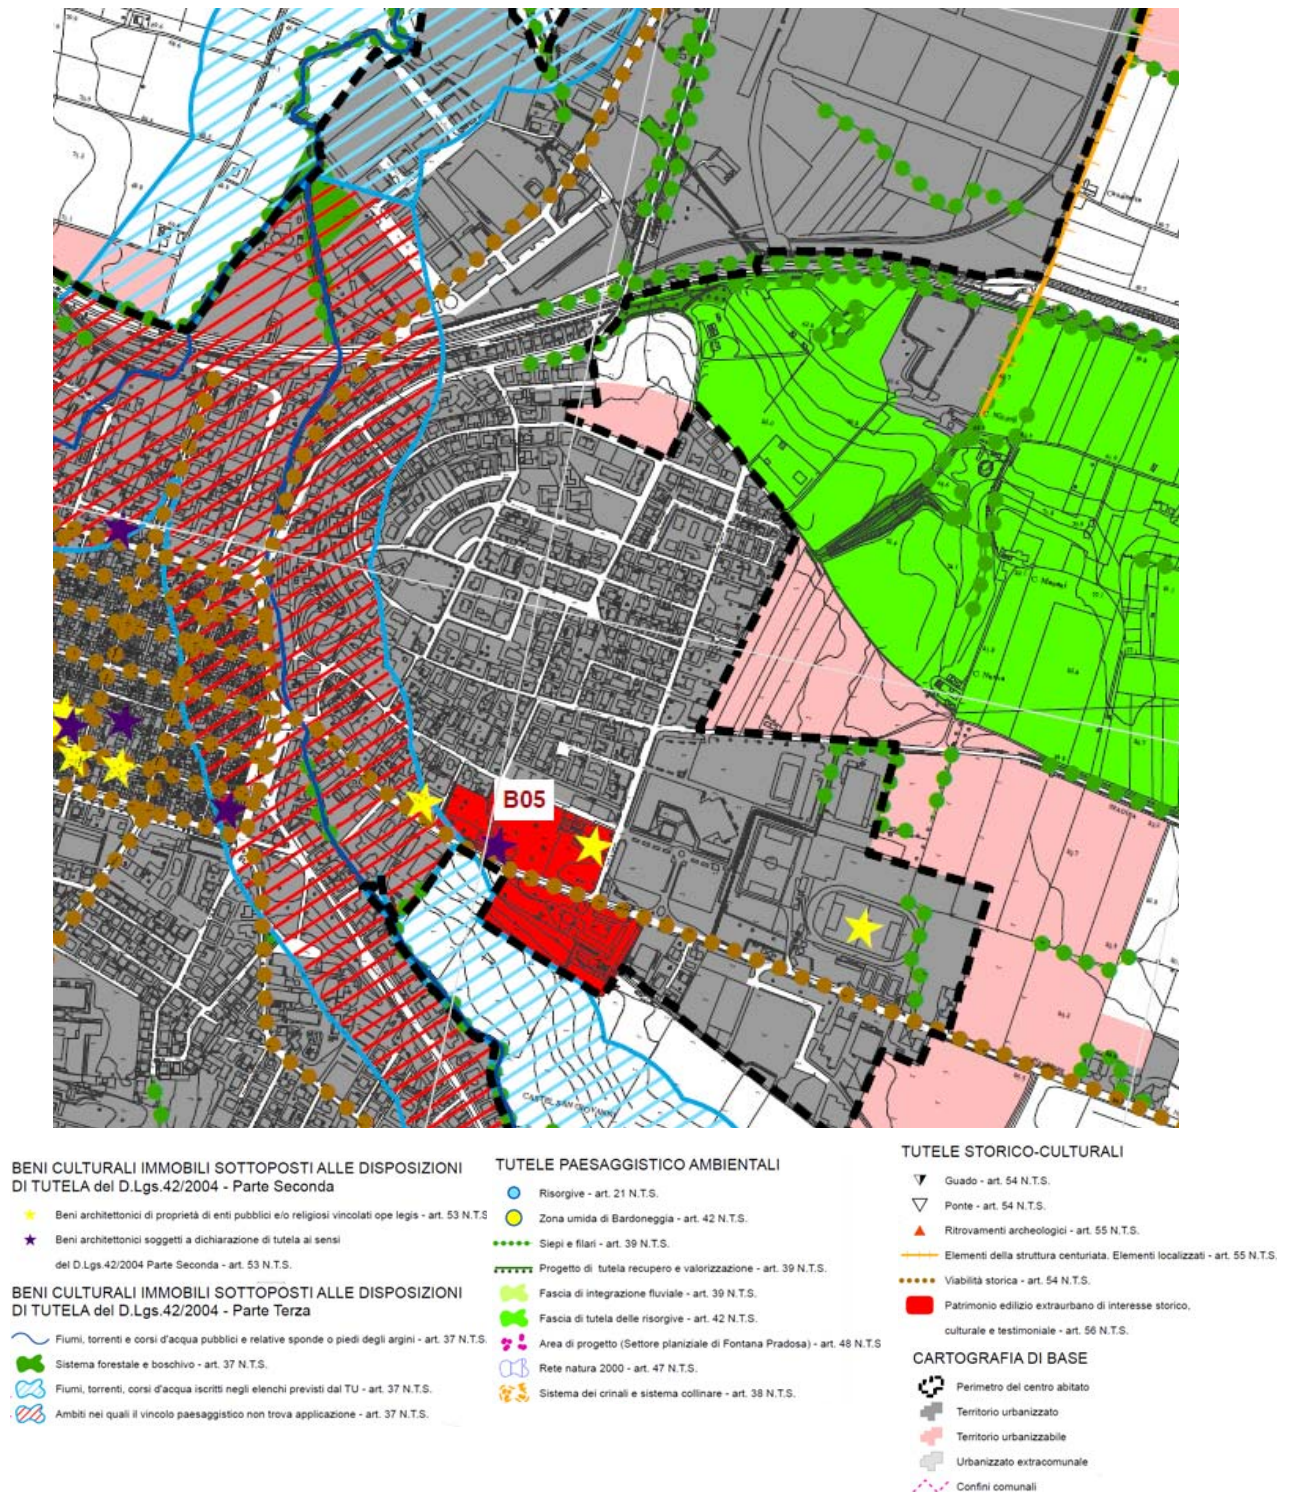 B05
CASTEL SAN GIOVANNI
BENI CULTURALI IMMOBILI SOTTOPOSTI ALLE DISPOSIZIONI
DI TUTELA del D.Lgs.42/2004 - Parte Seconda
Beni architettonici di proprietà di enti pubblici e/o religiosi vincolati ope legis - art. 53 N.T.S
Beni architettonici soggetti a dichiarazione di tutela ai sensi
del D.Lgs.42/2004 Parte Seconda - art. 53 N.T.S.
BENI CULTURALI IMMOBILI SOTTOPOSTI ALLE DISPOSIZIONI
DI TUTELA del D.Lgs.42/2004 - Parte Terza
Fiumi, torrenti e corsi d'acqua pubblici e relative sponde o piedi degli argini - art. 37 N.T.S.
Sistema forestale e boschivo - art. 37 N.T.S.
Fiumi, torrenti, corsi d'acqua iscritti negli elenchi previsti dal TU - art. 37 N.T.S.
Ambiti nei quali il vincolo paesaggistico non trova applicazione - art. 37 N.T.S.
TUTELE PAESAGGISTICO AMBIENTALI
Risorgive - art. 21 N.T.S.
Zona umida di Bardoneggia - art. 42 N.T.S.
Siepi e filari - art. 39 N.T.S.
Progetto di tutela recupero e valorizzazione - art. 39 N.T.S.
Fascia di integrazione fluviale - art. 39 N.T.S.
Fascia di tutela delle risorgive - art. 42 N.T.S.
Area di progetto (Settore planiziale di Fontana Pradosa) - art. 48 N.T.S
Rete natura 2000 - art. 47 N.T.S.
Sistema dei crinali e sistema collinare - art. 38 N.T.S.
TUTELE STORICO-CULTURALI
Guado - art. 54 N.T.S.
Ponte - art. 54 N.T.S.
Ritrovamenti archeologici - art. 55 N.T.S.
Elementi della struttura centuriata. Elementi localizzati - art. 55 N.T.S.
Viabilità storica - art. 54 N.T.S.
Patrimonio edilizio extraurbano di interesse storico,
culturale e testimoniale - art. 56 N.T.S.
CARTOGRAFIA DI BASE
Perimetro del centro abitato
Territorio urbanizzato
Territorio urbanizzabile
Urbanizzato extracomunale
Confini comunali